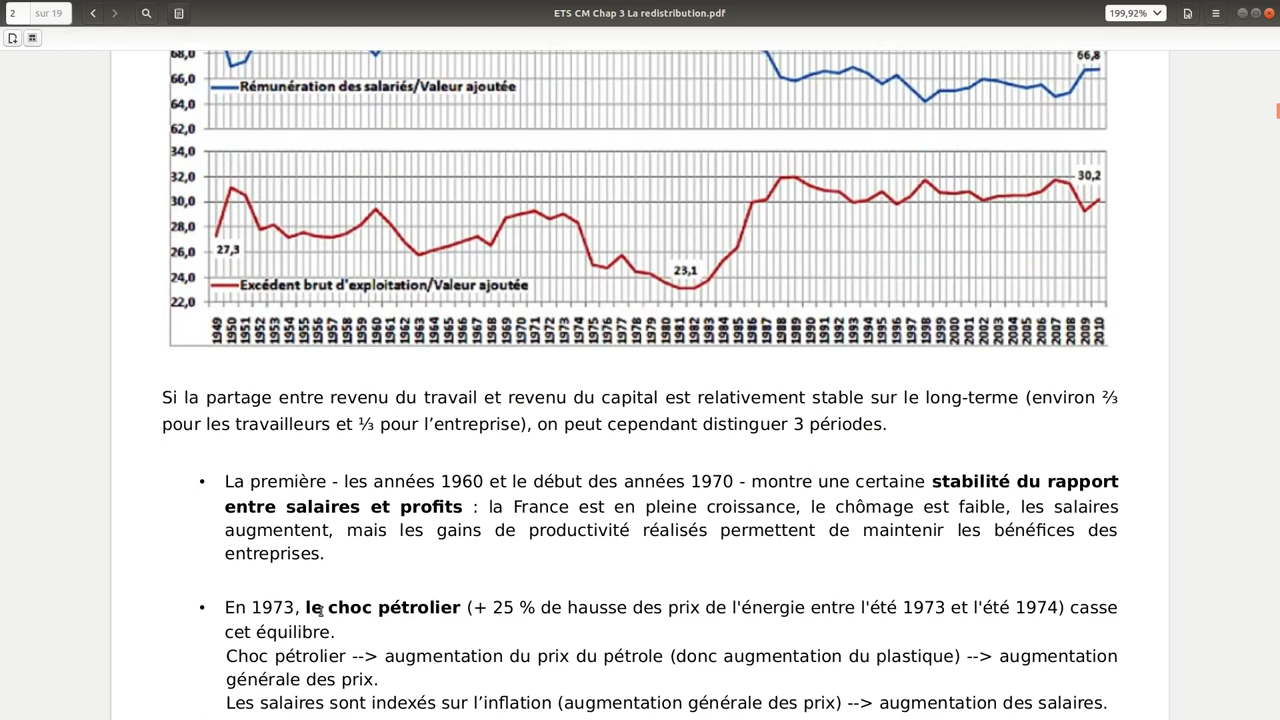 2 sur 19
ETS CM Chap 3 La redistribution.pdf
199,92%
68,0
66,8
66,0
Rémunération des salariés/Valeur ajoutée
64,0
62,0
34,0
32,0
30,2
30,0
28,0
27,3
26,0
23,1
24,0
Excédent brut d'exploitation/Valeur ajoutée
22,0
1949 1950 1951 1952 1953 1954 1955 1956 1957 1958 1959 1960 1961 1962 1963 1964 1965 1966 1967 1968 1969 1970 1971 1972 1973 1974 1975 1976 1977 1978 1979 1980 1981 1982 1983 1984 1985 1986 1987 1988 1989 1990 1991 1992 1993 1994 1995 1996 1997 1998 1999 2000 2001 2002 2003 2004 2005 2006 2007 2008 2009 2010
Si la partage entre revenu du travail et revenu du capital est relativement stable sur le long-terme (environ ⅔
pour les travailleurs et ⅓ pour l’entreprise), on peut cependant distinguer 3 périodes.
• La première - les années 1960 et le début des années 1970 - montre une certaine stabilité du rapport
entre salaires et profits : la France est en pleine croissance, le chômage est faible, les salaires
augmentent, mais les gains de productivité réalisés permettent de maintenir les bénéfices des
entreprises.
• En 1973, le choc pétrolier (+ 25 % de hausse des prix de l'énergie entre l'été 1973 et l'été 1974) casse
cet équilibre.
Choc pétrolier --> augmentation du prix du pétrole (donc augmentation du plastique) --> augmentation
générale des prix.
Les salaires sont indexés sur l’inflation (augmentation générale des prix) --> augmentation des salaires.